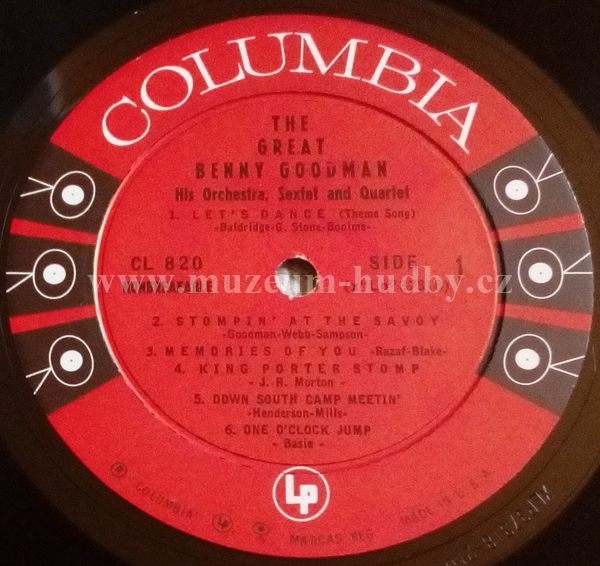 COLUMBIA
THE
GREAT
BENNY GOODMAN
His Orchestra, Sextet and Quartet
1. LET'S DANCE (Theme Song)
-Baldridge-G. Stone-Bonime-
CL 820
SIDE 1
www.muzeum-hudby.cz
2. STOMPIN' AT THE SAVOY
-Goodman-Webb-Sampson-
3. MEMORIES OF YOU -Razaf-Blake-
4. KING PORTER STOMP
- J. R. Morton -
5. DOWN SOUTH CAMP MEETIN'
-Henderson-Mills-
6. ONE O'CLOCK JUMP
- Basie -
LP
® COLUMBIA MARCAS REG MADE IN U.S.A.